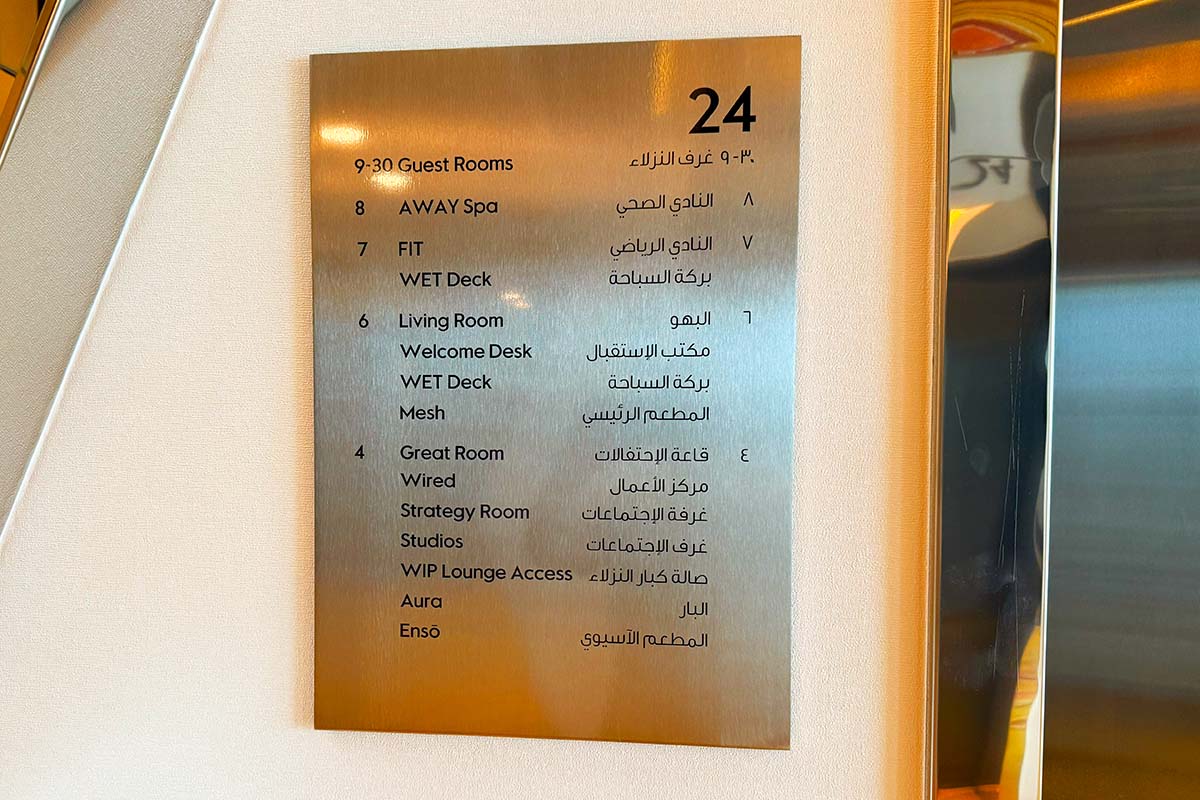 24
9-30 Guest Rooms غرف النزلاء ٩-٣٠
8 AWAY Spa النادي الصحي ٨
7 FIT النادي الرياضي ٧
WET Deck بركة السباحة
6 Living Room البهو ٦
Welcome Desk مكتب الإستقبال
WET Deck بركة السباحة
Mesh المطعم الرئيسي
4 Great Room قاعة الإحتفالات ٤
Wired مركز الأعمال
Strategy Room غرفة الإجتماعات
Studios غرف الإجتماعات
WIP Lounge Access صالة كبار النزلاء
Aura البار
Ensō المطعم الآسيوي